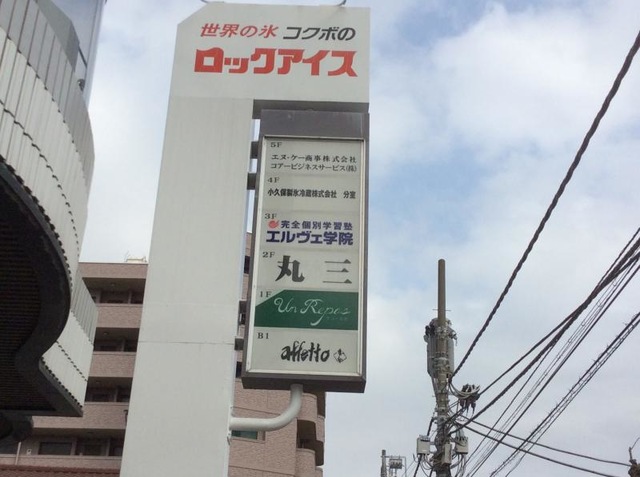 世界の氷 コクボの
ロックアイス
5F
エヌ・ケー商事株式会社
コアービジネスサービス(株)
4F
小久保製氷冷蔵株式会社 分室
3F
完全個別学習塾
エルヴェ学院
2F
丸三
1F
Un Repos
B1
affetto